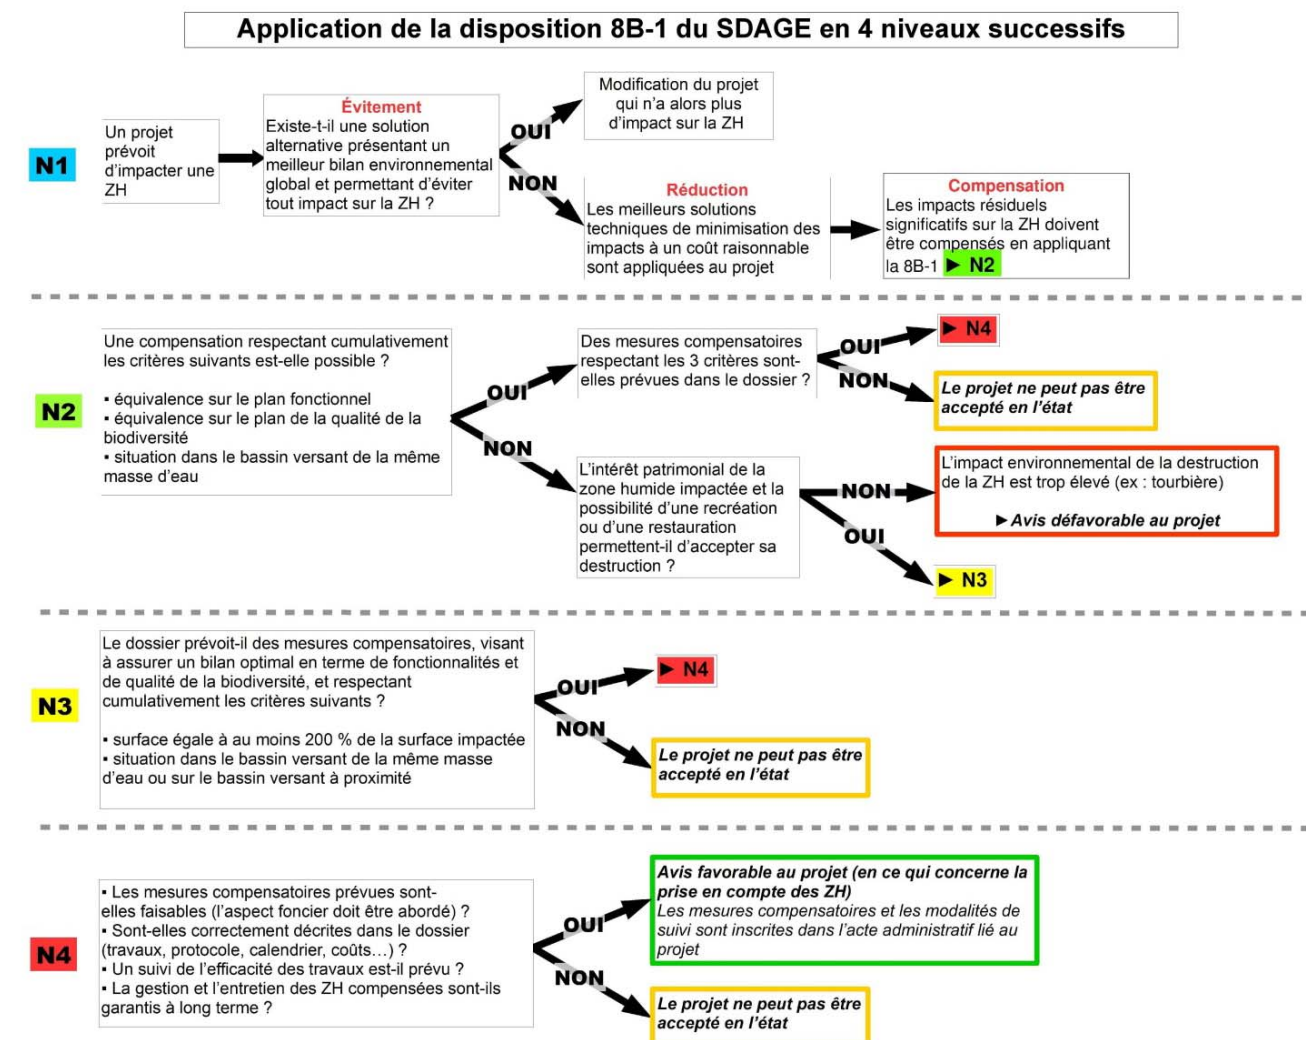 Application de la disposition 8B-1 du SDAGE en 4 niveaux successifs
N1
Un projet
prévoit
d'impacter une
ZH
Évitement
Existe-t-il une solution
alternative présentant un
meilleur bilan environnemental
global et permettant d'éviter
tout impact sur la ZH ?
OUI
Modification du projet
qui n'a alors plus
d'impact sur la ZH
NON
Réduction
Les meilleurs solutions
techniques de minimisation des
impacts à un coût raisonnable
sont appliquées au projet
Compensation
Les impacts résiduels
significatifs sur la ZH doivent
être compensés en appliquant
la 8B-1 ► N2
N2
Une compensation respectant cumulativement
les critères suivants est-elle possible ?
▪ équivalence sur le plan fonctionnel
▪ équivalence sur le plan de la qualité de la
biodiversité
▪ situation dans le bassin versant de la même
masse d'eau
OUI
Des mesures compensatoires
respectant les 3 critères sont-
elles prévues dans le dossier ?
OUI
► N4
NON
Le projet ne peut pas être
accepté en l'état
NON
L'intérêt patrimonial de la
zone humide impactée et la
possibilité d'une recréation
ou d'une restauration
permettent-il d'accepter sa
destruction ?
NON
L'impact environnemental de la destruction
de la ZH est trop élevé (ex : tourbière)
►Avis défavorable au projet
OUI
► N3
N3
Le dossier prévoit-il des mesures compensatoires, visant
à assurer un bilan optimal en terme de fonctionnalités et
de qualité de la biodiversité, et respectant
cumulativement les critères suivants ?
▪ surface égale à au moins 200 % de la surface impactée
▪ situation dans le bassin versant de la même masse
d'eau ou sur le bassin versant à proximité
OUI
► N4
NON
Le projet ne peut pas être
accepté en l'état
N4
▪ Les mesures compensatoires prévues sont-
elles faisables (l'aspect foncier doit être abordé) ?
▪ Sont-elles correctement décrites dans le dossier
(travaux, protocole, calendrier, coûts…) ?
▪ Un suivi de l'efficacité des travaux est-il prévu ?
▪ La gestion et l'entretien des ZH compensées sont-ils
garantis à long terme ?
OUI
Avis favorable au projet (en ce qui concerne la
prise en compte des ZH)
Les mesures compensatoires et les modalités de
suivi sont inscrites dans l'acte administratif lié au
projet
NON
Le projet ne peut pas être
accepté en l'état